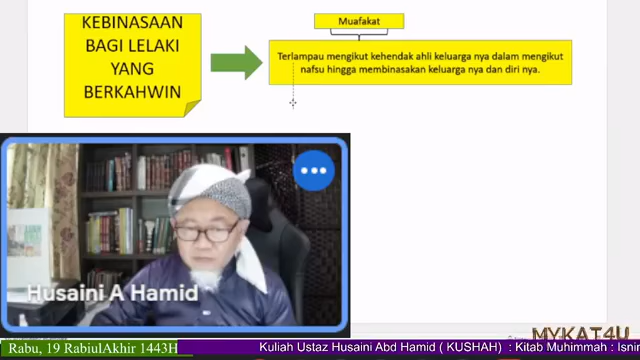 KEBINASAAN
BAGI LELAKI
YANG
BERKAHWIN
Muafakat
Terlampau mengikut kehendak ahli keluarga nya dalam mengikut
nafsu hingga membinasakan keluarga nya dan diri nya.
Husaini A Hamid
MYKAT4U
Rabu, 19 RabiulAkhir 1443H
Kuliah Ustaz Husaini Abd Hamid ( KUSHAH) : Kitab Muhimmah : Isnin